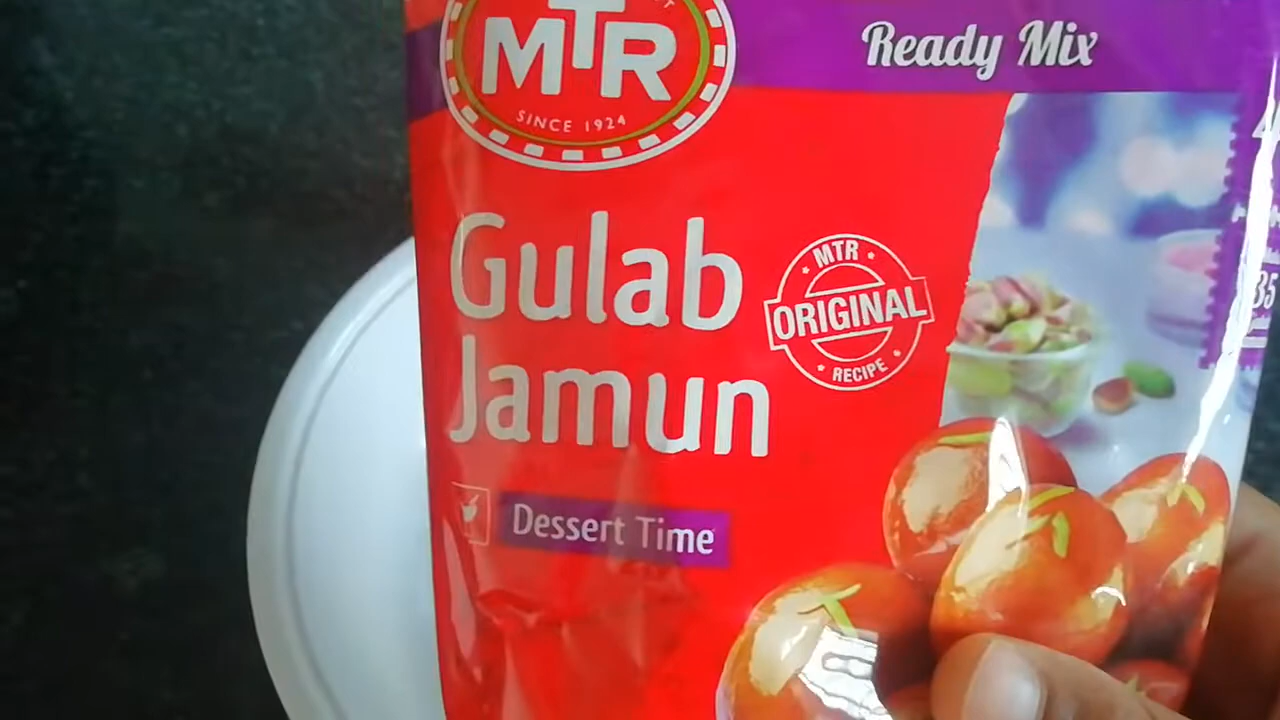 MTR
SINCE 1924
Ready Mix
Gulab
Jamun
MTR
ORIGINAL
RECIPE
Dessert Time